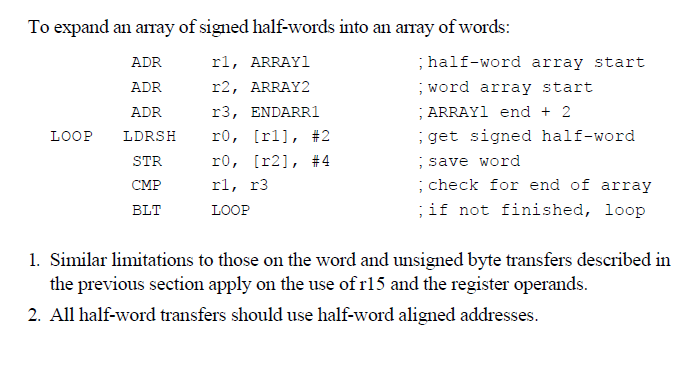 To expand an array of signed half-words into an array of words:
ADR r1, ARRAY1 ;half-word array start
ADR r2, ARRAY2 ;word array start
ADR r3, ENDARR1 ;ARRAY1 end + 2
LOOP LDRSH r0, [r1], #2 ;get signed half-word
STR r0, [r2], #4 ;save word
CMP r1, r3 ;check for end of array
BLT LOOP ;if not finished, loop
1. Similar limitations to those on the word and unsigned byte transfers described in
the previous section apply on the use of r15 and the register operands.
2. All half-word transfers should use half-word aligned addresses.